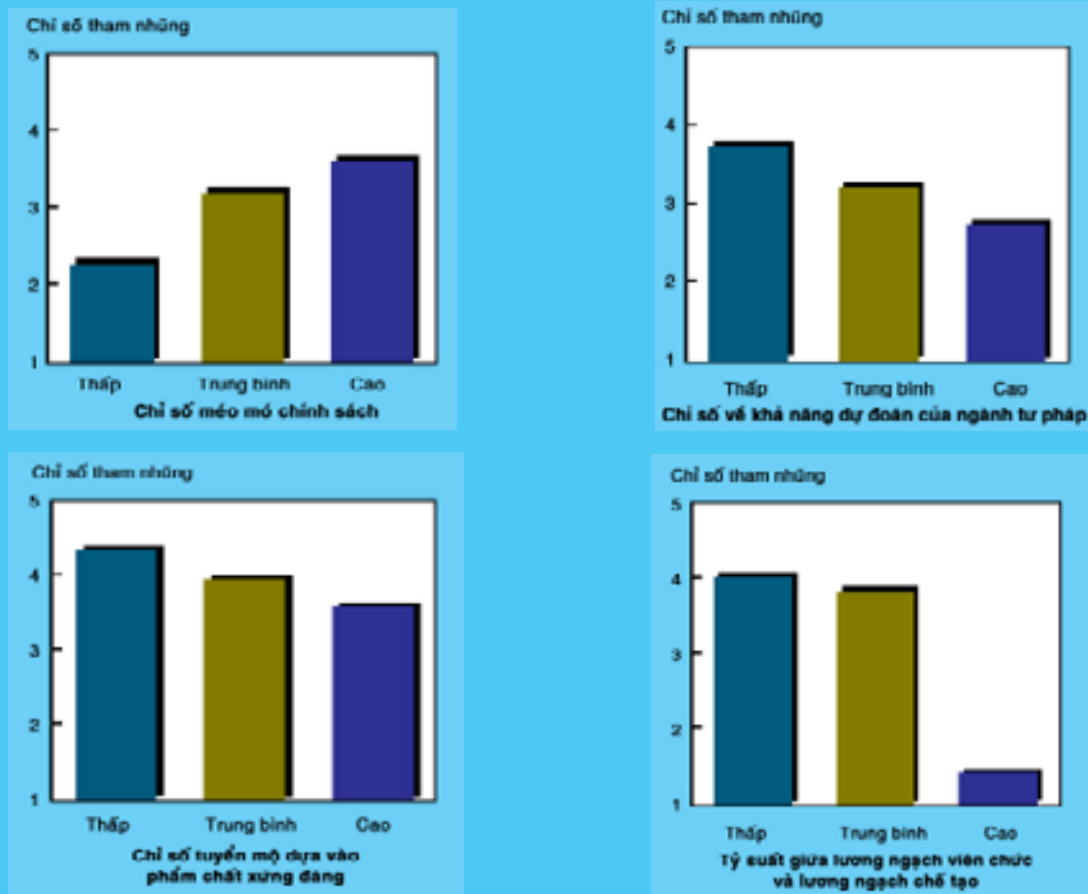 Chỉ số tham nhũng
5
4
3
2
1
Thấp Trung bình Cao
Chỉ số méo mó chính sách
Chỉ số tham nhũng
5
4
3
2
1
Thấp Trung bình Cao
Chỉ số về khả năng dự đoán của ngành tư pháp
Chỉ số tham nhũng
5
4
3
2
1
Thấp Trung bình Cao
Chỉ số tuyển mộ dựa vào
phẩm chất xứng đáng
Chỉ số tham nhũng
5
4
3
2
1
Thấp Trung bình Cao
Tỷ suất giữa lương ngạch viên chức
và lương ngạch chế tạo